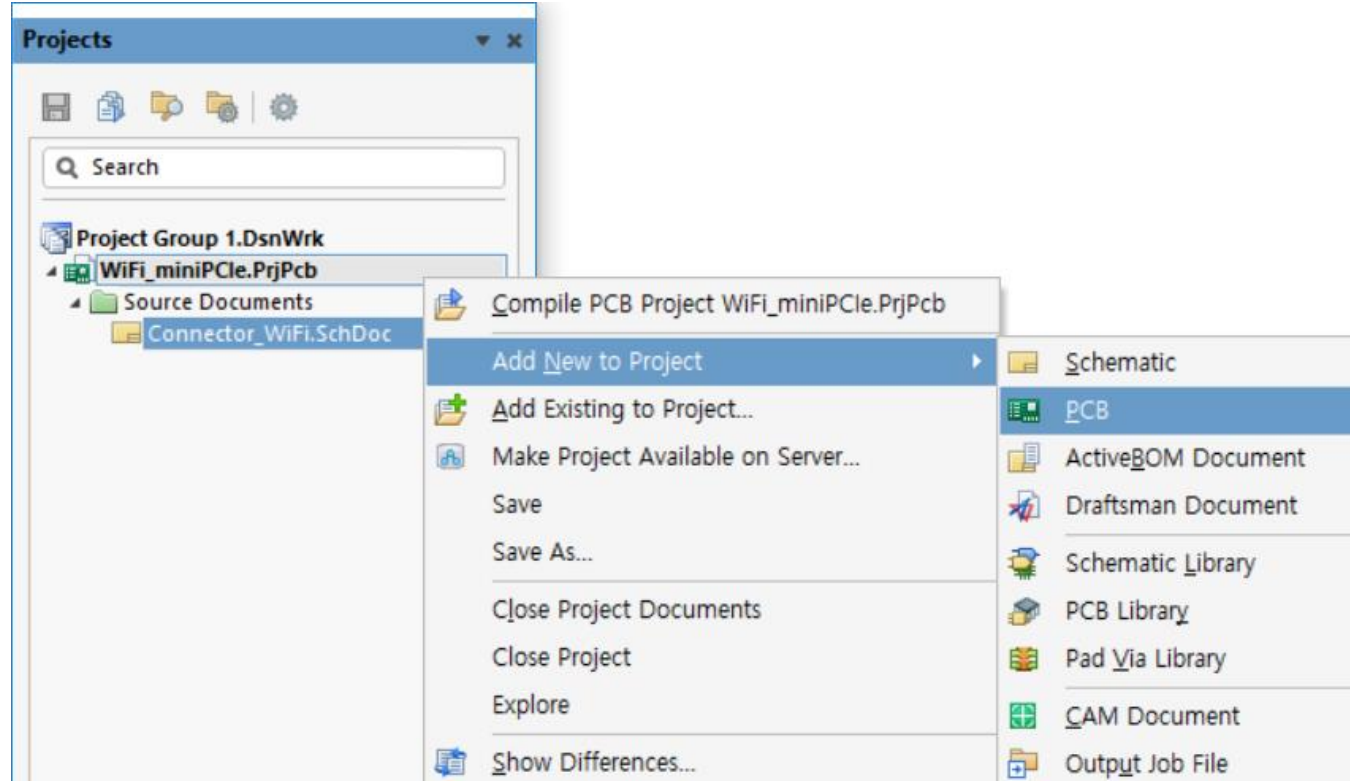 Projects
Search
Project Group 1.DsnWrk
WiFi_miniPCIe.PrjPcb
Source Documents
Connector_WiFi.SchDoc
Compile PCB Project WiFi_miniPCIe.PrjPcb
Add New to Project
Add Existing to Project...
Make Project Available on Server...
Save
Save As...
Close Project Documents
Close Project
Explore
Show Differences...
Schematic
PCB
ActiveBOM Document
Draftsman Document
Schematic Library
PCB Library
Pad Via Library
CAM Document
Output Job File